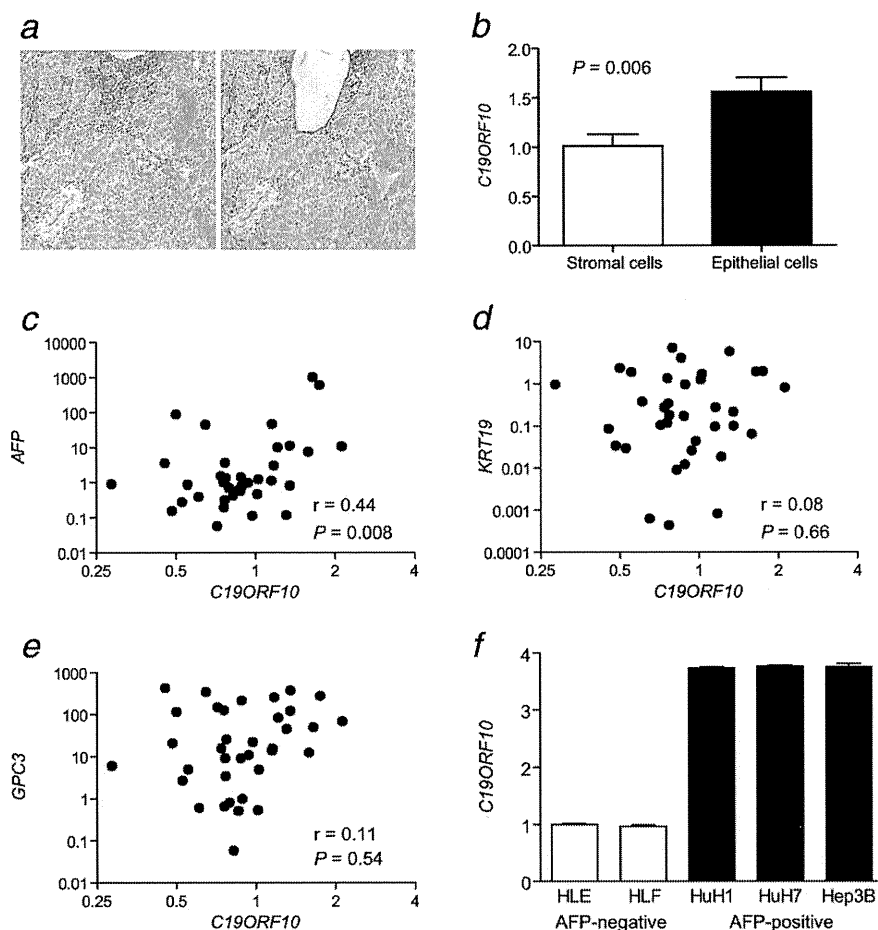 a
b
C19ORF10
2.0
1.5
1.0
0.5
0.0
P = 0.006
Stromal cells Epithelial cells
c
AFP
10000
1000
100
10
1
0.1
0.01
r = 0.44
P = 0.008
0.25 0.5 1 2 4
C19ORF10
d
KRT19
10
1
0.1
0.01
0.001
0.0001
r = 0.08
P = 0.66
0.25 0.5 1 2 4
C19ORF10
e
GPC3
1000
100
10
1
0.1
0.01
r = 0.11
P = 0.54
0.25 0.5 1 2 4
C19ORF10
f
C19ORF10
4
3
2
1
0
HLE HLF HuH1 HuH7 Hep3B
AFP-negative AFP-positive